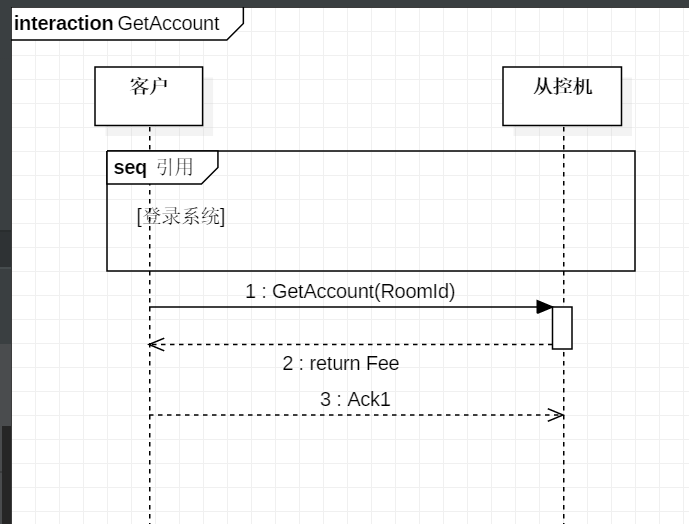 interaction GetAccount
客户
从控机
seq 引用
[登录系统]
1 : GetAccount(RoomId)
2 : return Fee
3 : Ack1